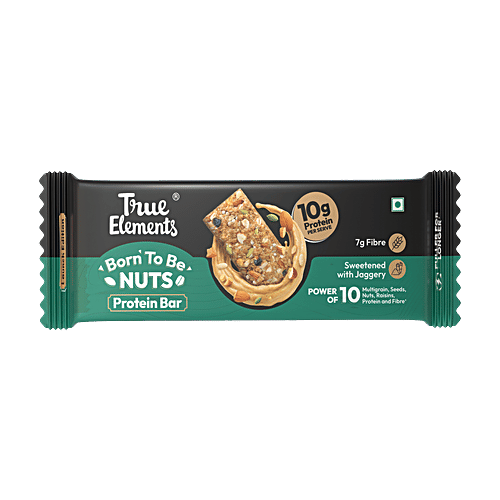 True®
Elements
Born To Be
NUTS
Protein Bar
10g
Protein
PER SERVE
7g Fibre
Sweetened
with Jaggery
POWER
OF 10
Multigrain, Seeds,
Nuts, Raisins,
Protein and Fibre*